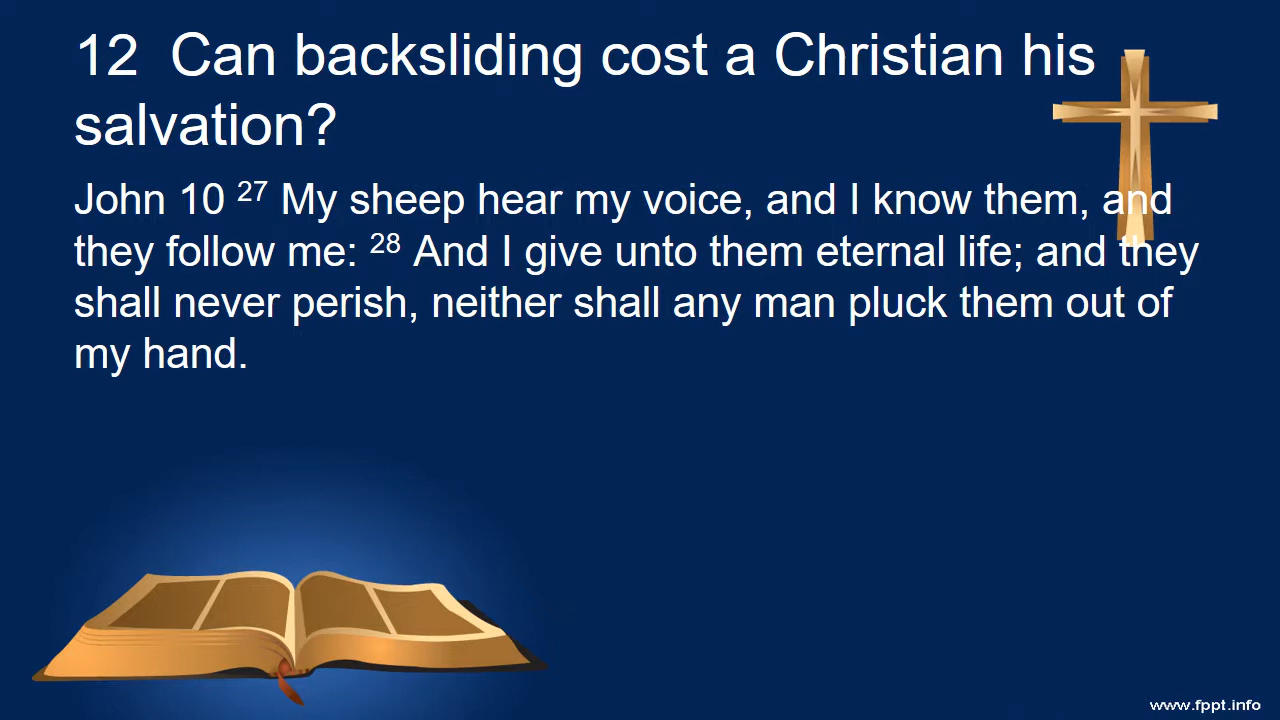 12  Can backsliding cost a Christian his
salvation?
John 10 27 My sheep hear my voice, and I know them, and
they follow me: 28 And I give unto them eternal life; and they
shall never perish, neither shall any man pluck them out of
my hand.
www.fppt.info